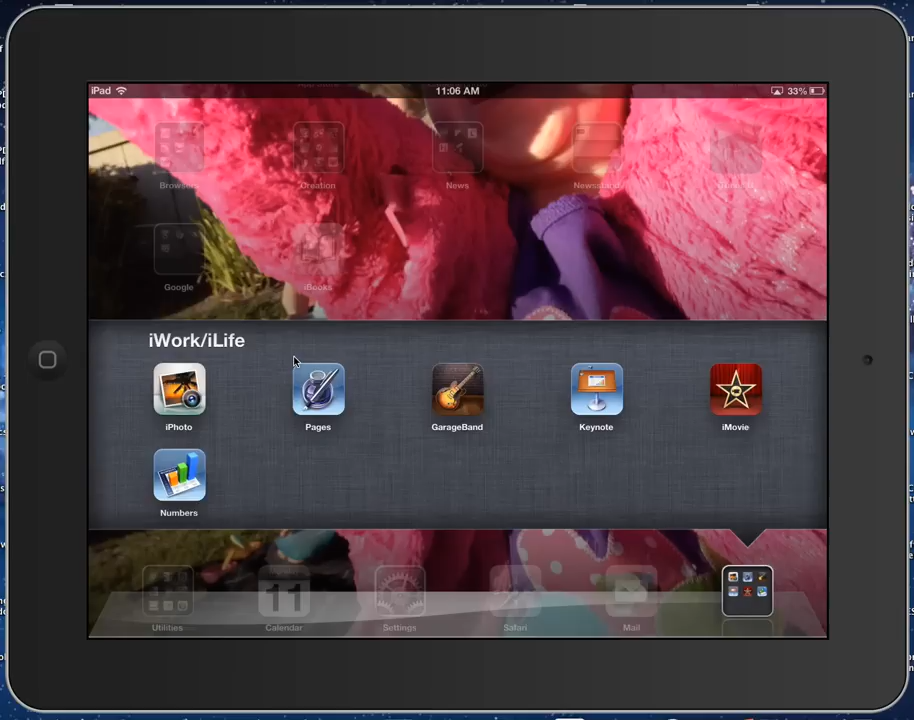 iPad 11:06 AM 33%
Browsers Creation News Newsstand
Google iBooks
iWork/iLife
iPhoto Pages GarageBand Keynote iMovie
Numbers
11
Utilities Calendar Settings Safari Mail